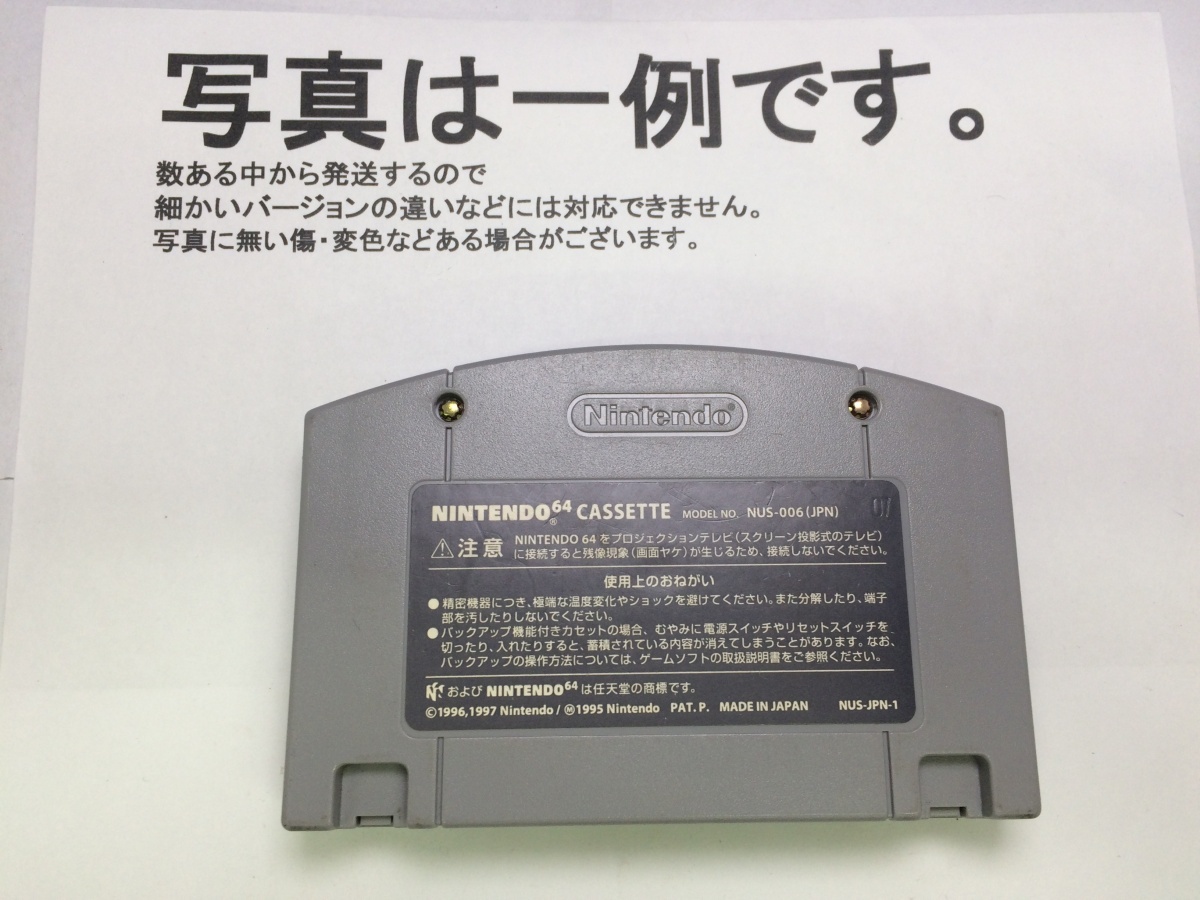 写真は一例です。
数ある中から発送するので
細かいバージョンの違いなどには対応できません。
写真に無い傷・変色などある場合がございます。
Nintendo®
NINTENDO64® CASSETTE MODEL NO. NUS-006(JPN) 07
⚠注意 NINTENDO 64をプロジェクションテレビ(スクリーン投影式のテレビ)
に接続すると残像現象(画面ヤケ)が生じるため、接続しないでください。
使用上のおねがい
●精密機器につき、極端な温度変化やショックを避けてください。また分解したり、端子
部を汚したりしないでください。
●バックアップ機能付きカセットの場合、むやみに電源スイッチやリセットスイッチを
切ったり、入れたりすると、蓄積されている内容が消えてしまうことがあります。なお、
バックアップの操作方法については、ゲームソフトの取扱説明書をご参照ください。
および NINTENDO64 は任天堂の商標です。
©1996,1997 Nintendo / Ⓜ1995 Nintendo PAT. P. MADE IN JAPAN NUS-JPN-1